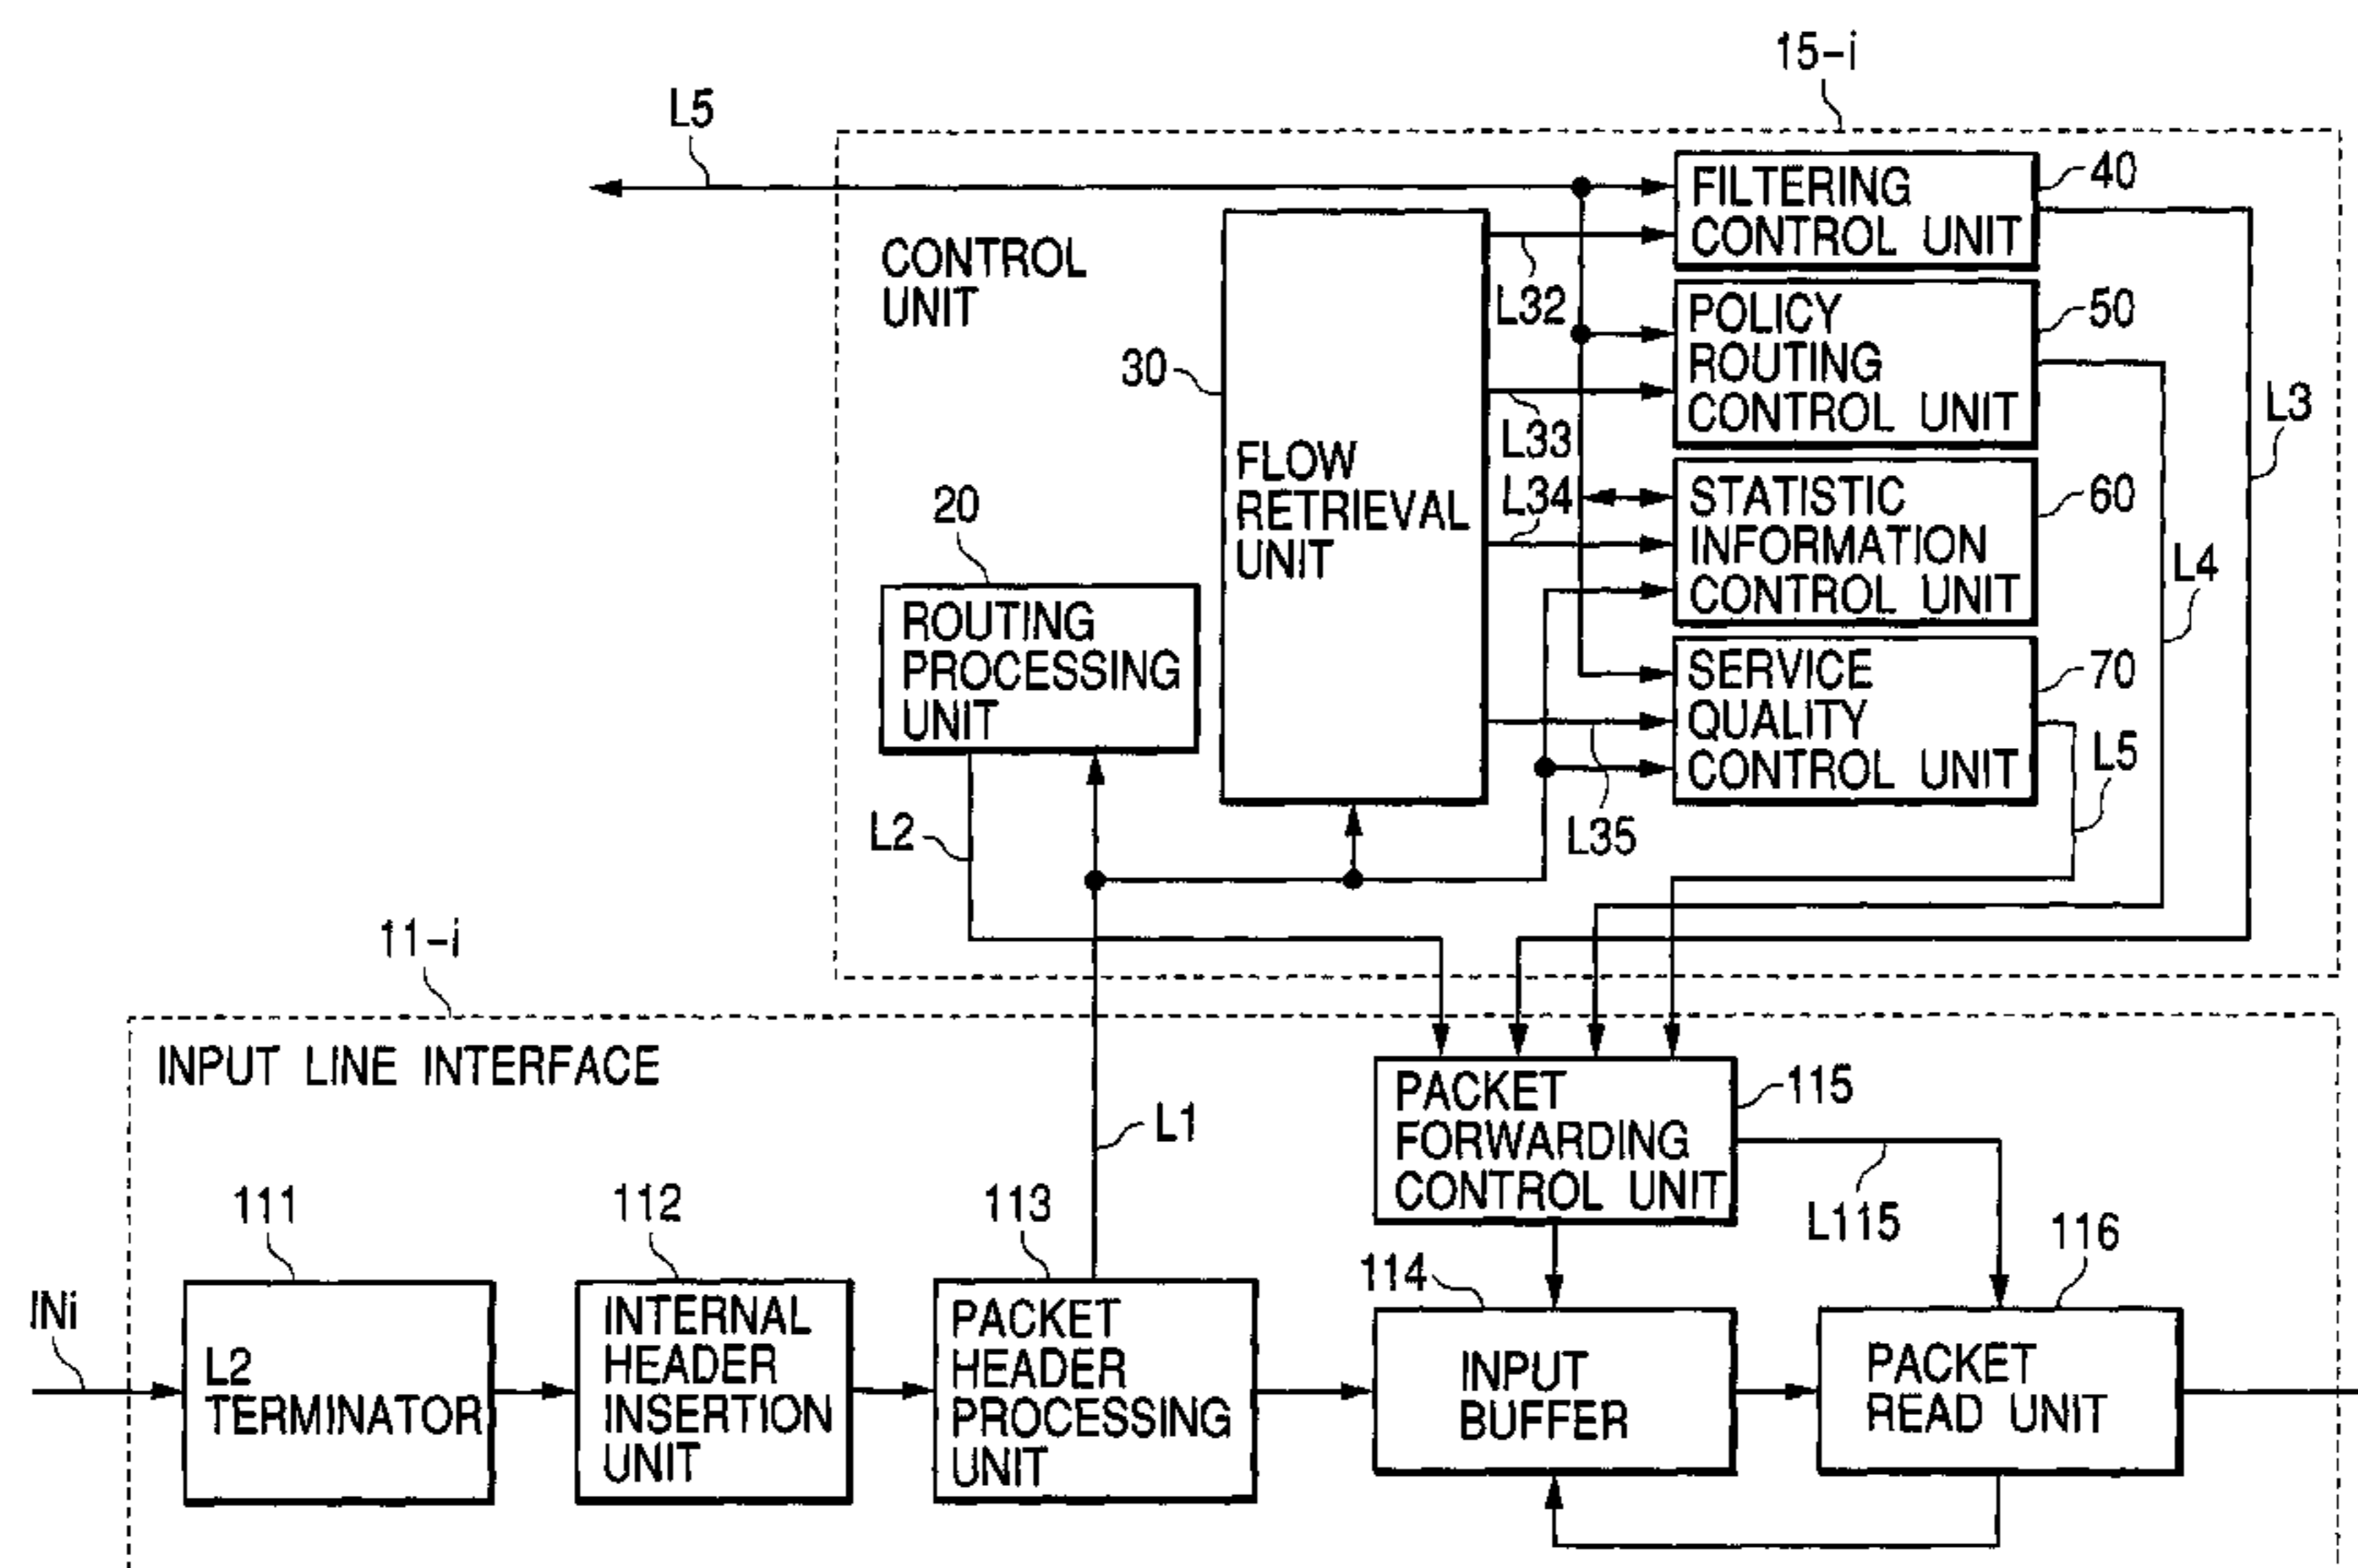 15-i
L5
FILTERING
CONTROL UNIT
40
CONTROL
UNIT
L32
POLICY
ROUTING
CONTROL UNIT
50
30
L33
L3
FLOW
RETRIEVAL
UNIT
L34
STATISTIC
INFORMATION
CONTROL UNIT
60
20
L4
ROUTING
PROCESSING
UNIT
SERVICE
QUALITY
CONTROL UNIT
70
L5
L2
L35
11-i
INPUT LINE INTERFACE
PACKET
FORWARDING
CONTROL UNIT
115
L1
L115
111
112
113
114
116
INi
L2
TERMINATOR
INTERNAL
HEADER
INSERTION
UNIT
PACKET
HEADER
PROCESSING
UNIT
INPUT
BUFFER
PACKET
READ UNIT